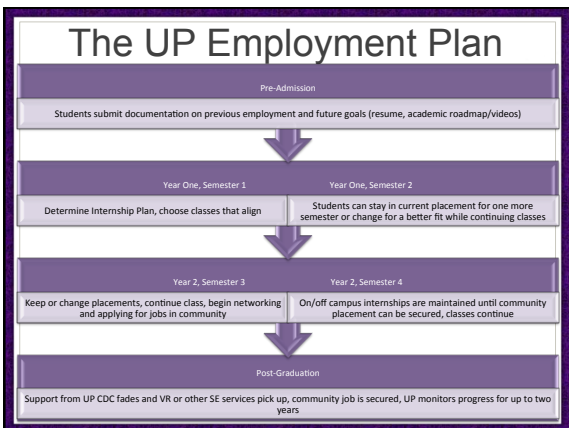 The UP Employment Plan
Pre-Admission
Students submit documentation on previous employment and future goals (resume, academic roadmap/videos)
Year One, Semester 1
Determine Internship Plan, choose classes that align
Year One, Semester 2
Students can stay in current placement for one more
semester or change for a better fit while continuing classes
Year 2, Semester 3
Keep or change placements, continue class, begin networking
and applying for jobs in community
Year 2, Semester 4
On/off campus internships are maintained until community
placement can be secured, classes continue
Post-Graduation
Support from UP CDC fades and VR or other SE services pick up, community job is secured, UP monitors progress for up to two
years